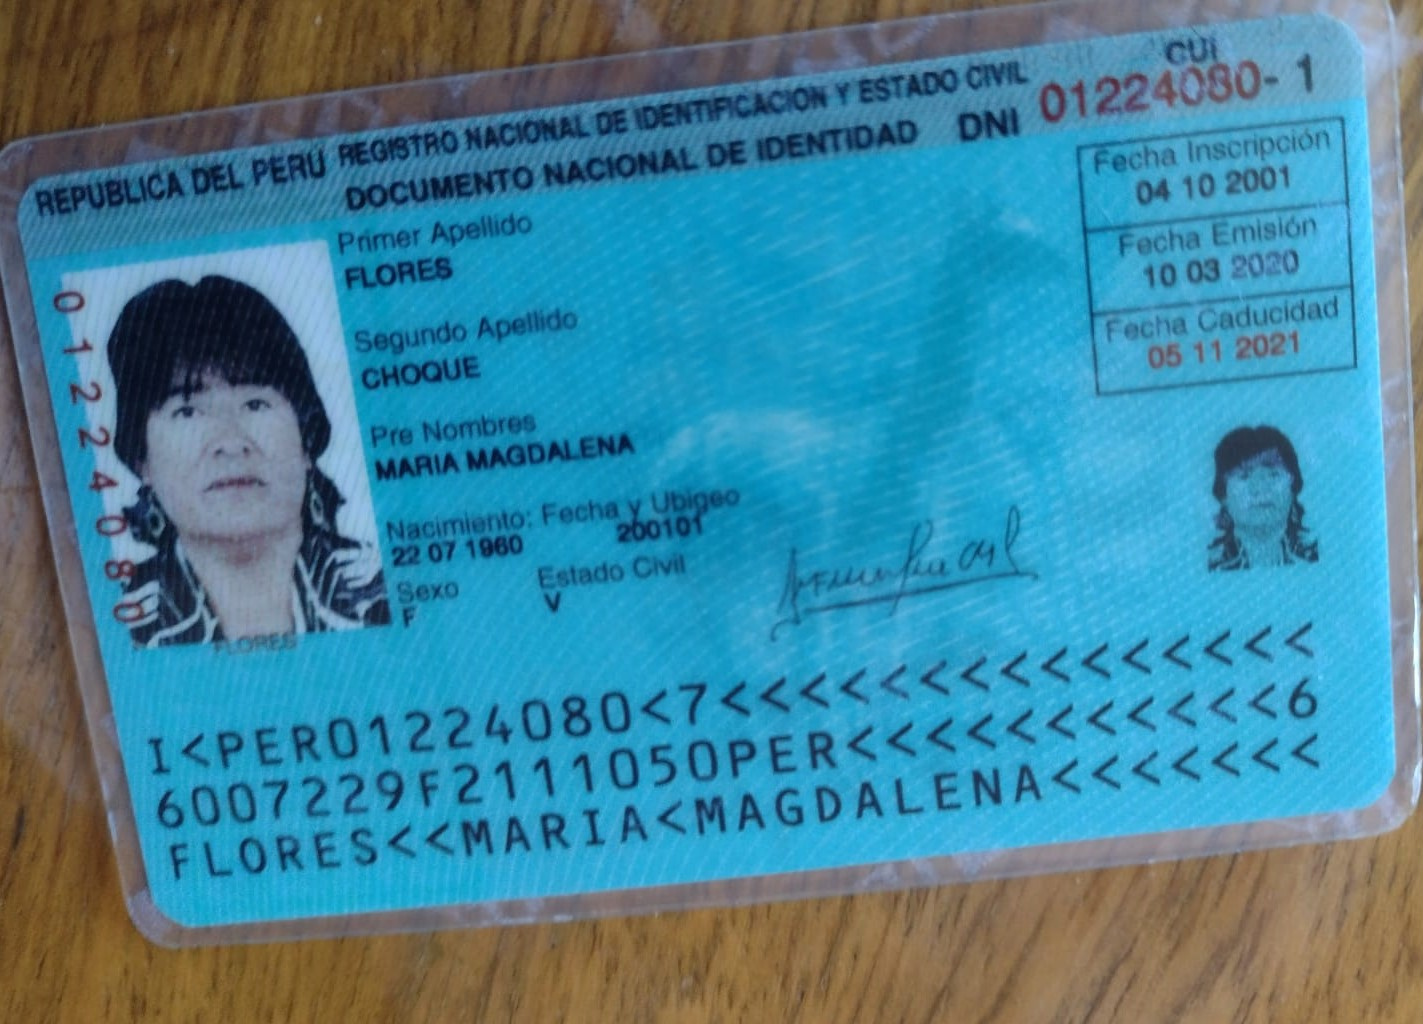 REPUBLICA DEL PERÚ REGISTRO NACIONAL DE IDENTIFICACION Y ESTADO CIVIL
DOCUMENTO NACIONAL DE IDENTIDAD DNI
CUI
01224080- 1
Fecha Inscripción
04 10 2001
Fecha Emisión
10 03 2020
Fecha Caducidad
05 11 2021
01224080
Primer Apellido
FLORES
Segundo Apellido
CHOQUE
Pre Nombres
MARIA MAGDALENA
Nacimiento: Fecha y Ubigeo
22 07 1960 200101
Sexo Estado Civil
F V
FLORES
I<PER01224080<7<<<<<<<<<<<<<<<
6007229F2111050PER<<<<<<<<<<<6
FLORES<<MARIA<MAGDALENA<<<<<<<